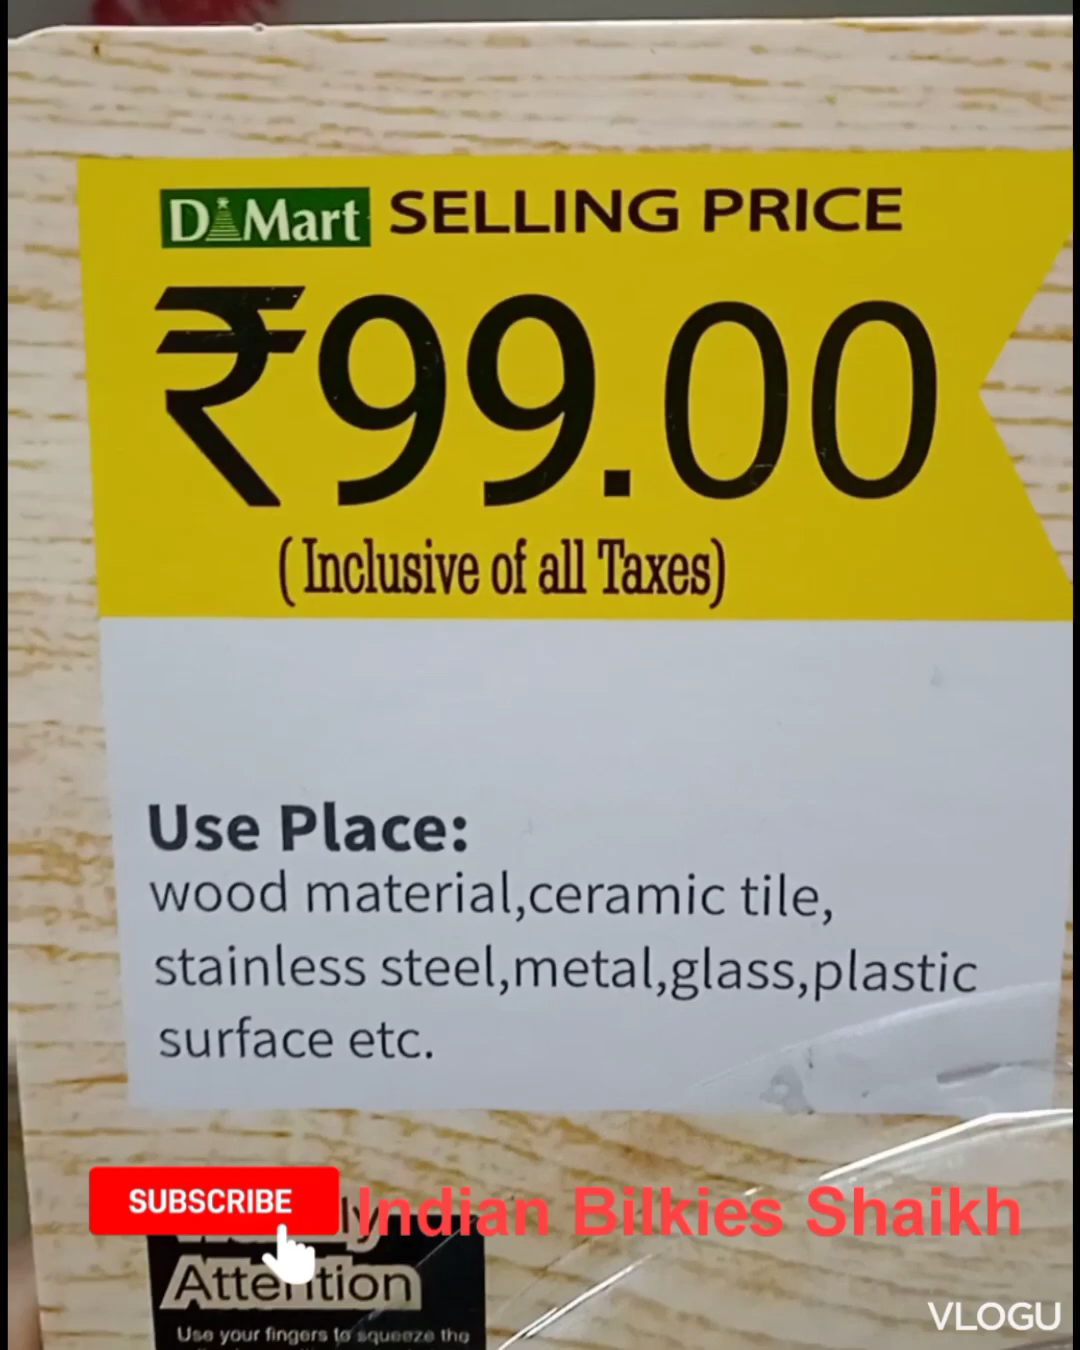 D Mart SELLING PRICE
₹99.00
( Inclusive of all Taxes)
Use Place:
wood material,ceramic tile,
stainless steel,metal,glass,plastic
surface etc.
SUBSCRIBE Indian Bilkies Shaikh
Attention
Use your fingers to squeeze the
VLOGU